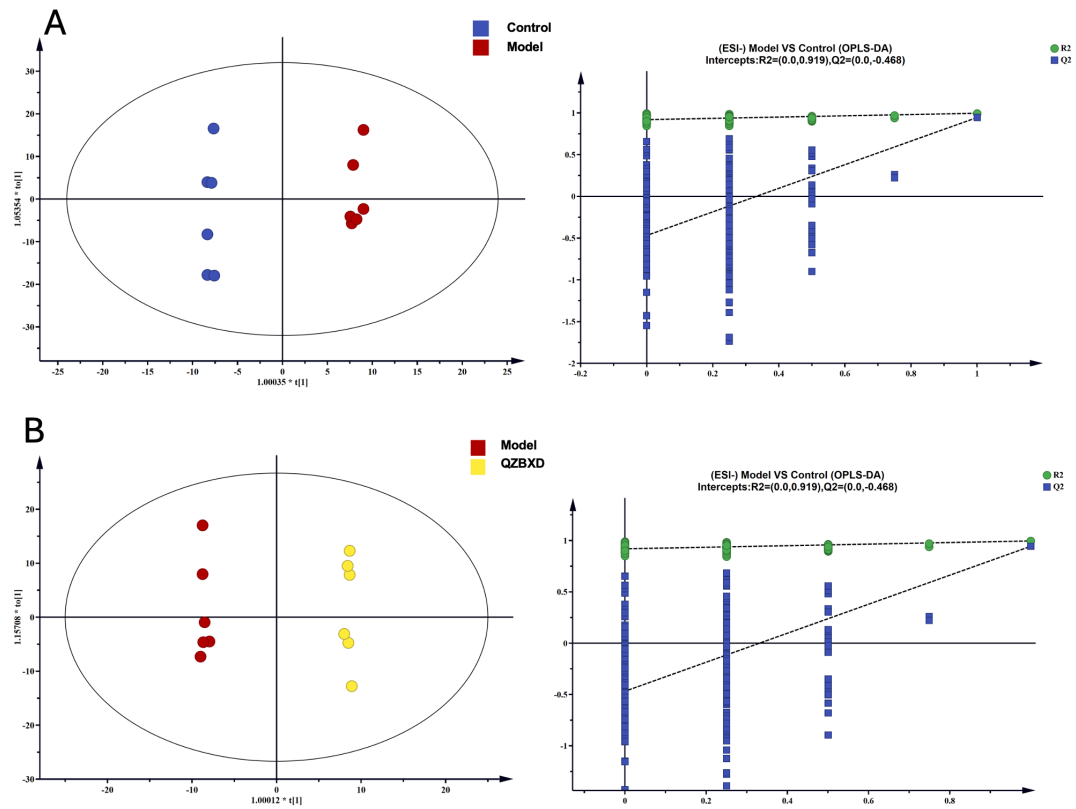 A
Control
Model
1.05354 * to[1]
30
20
10
0
-10
-20
-30
-25
-20
-15
-10
-5
0
5
10
15
20
25
1.00035 * t[1]
(ESI-) Model VS Control (OPLS-DA)
Intercepts:R2=(0.0,0.919),Q2=(0.0,-0.468)
R2
Q2
1
0.5
0
-0.5
-1
-1.5
-2
-0.2
0
0.2
0.4
0.6
0.8
1
B
Model
QZBXD
1.15708 * to[1]
20
10
0
-10
-20
-30
-20
-10
0
10
20
1.00012 * t[1]
(ESI-) Model VS Control (OPLS-DA)
Intercepts:R2=(0.0,0.919),Q2=(0.0,-0.468)
R2
Q2
1
0.5
0
-0.5
-1
0
0.2
0.4
0.6
0.8